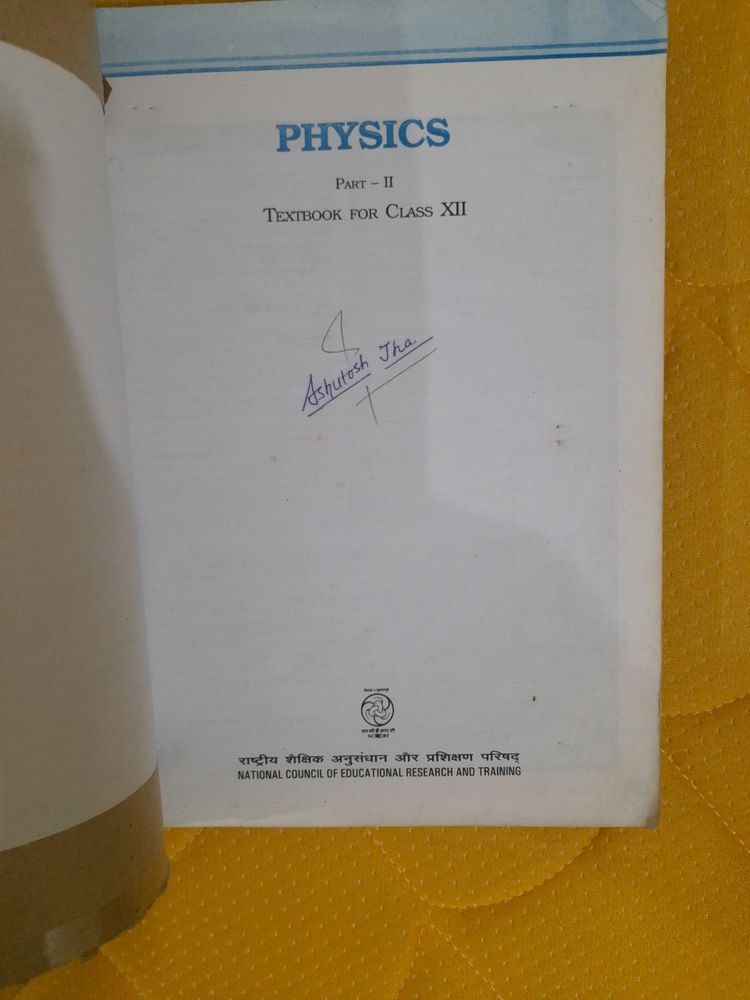 PHYSICS
PART – II
TEXTBOOK FOR CLASS XII
Ashutosh Jha
राष्ट्रीय शैक्षिक अनुसंधान और प्रशिक्षण परिषद्
NATIONAL COUNCIL OF EDUCATIONAL RESEARCH AND TRAINING